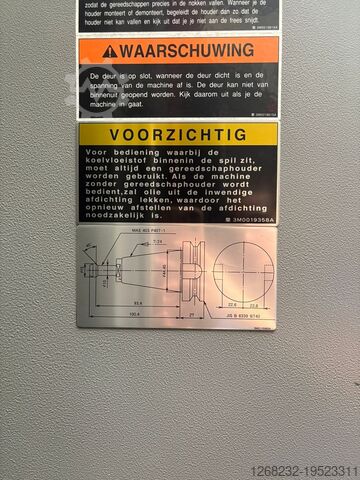 zodat de gereedschappen precies in de nokken vallen. Wanneer je de
houder monteert of demonteert, begeleidt de houder dan zo dat de
houder niet kan vallen en kijk uit dat je je niet aan de frees snijdt.
WAARSCHUWING
De deur is op slot, wanneer de deur dicht is en de
spanning van de machine af is. De deur kan niet van
binnenuit geopend worden. Kijk daarom uit als je de
machine in gaat.
VOORZICHTIG
Voor bediening waarbij de
koelvloeistof binnenin de spil zit,
moet altijd een gereedschaphouder
worden gebruikt. Als de machine
zonder gereedschaphouder wordt
bedient,zal olie uit de inwendige
afdichting lekken, waardoor het
opnieuw afstellen van de afdichting
noodzakelijk is.
3M0019358A
MAS 403 P40T-1
7/24
93.4
100.4
27
22.6
22.6
JIS B 6339 BT40
1268232-19523311